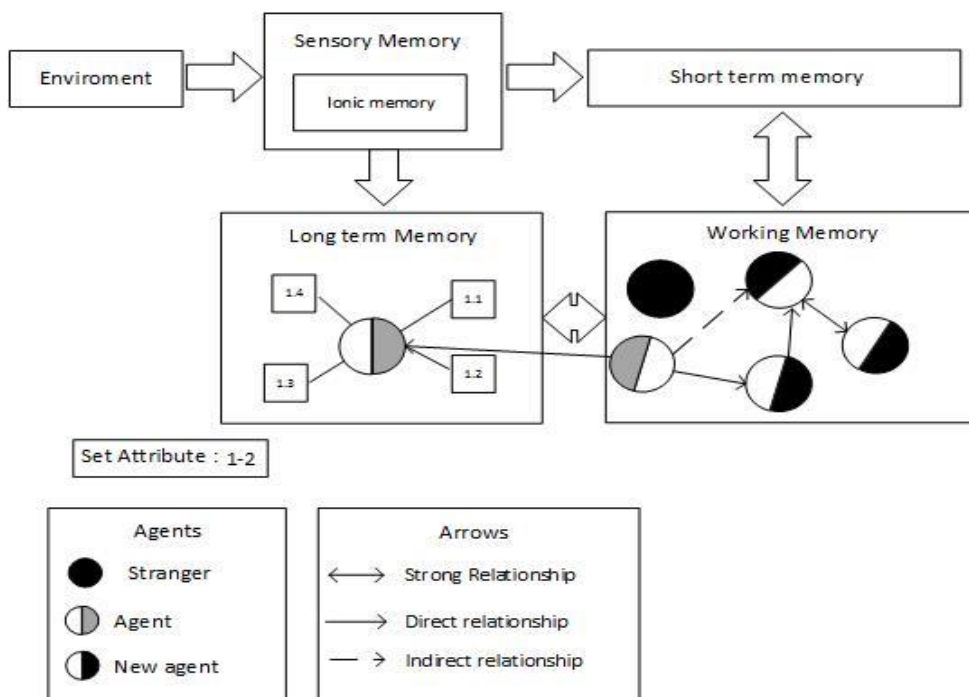 Enviroment
Sensory Memory
Ionic memory
Short term memory
Long term Memory
1.4
1.1
1.3
1.2
Working Memory
Set Attribute : 1-2
Agents
Stranger
Agent
New agent
Arrows
Strong Relationship
Direct relationship
Indirect relationship